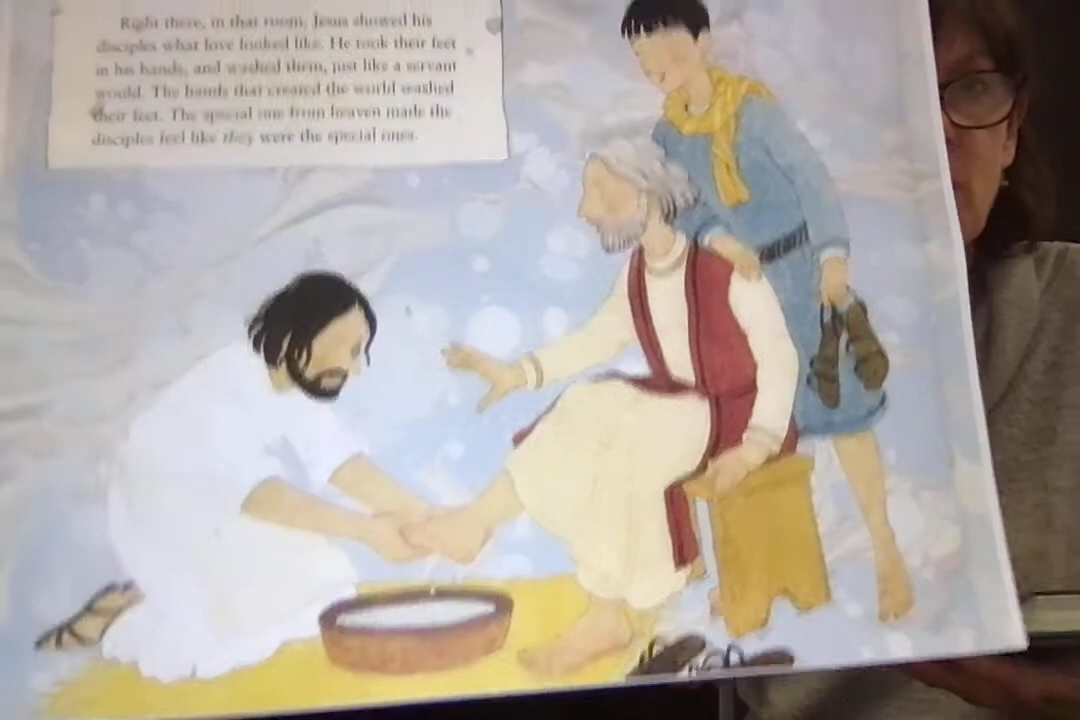 Right there, in that room, Jesus showed his
disciples what love looked like. He took their feet
in his hands, and washed them, just like a servant
would. The hands that created the world washed
their feet. The special one from heaven made the
disciples feel like they were the special ones.